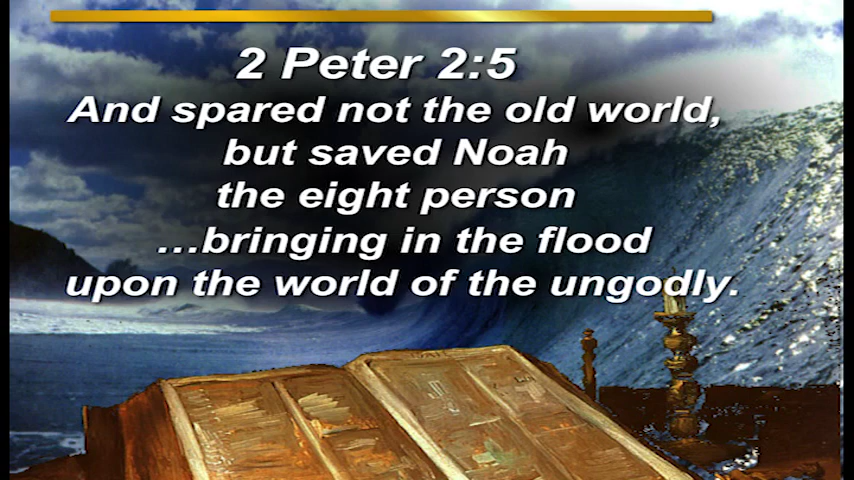 2 Peter 2:5
And spared not the old world,
but saved Noah
the eight person
...bringing in the flood
upon the world of the ungodly.